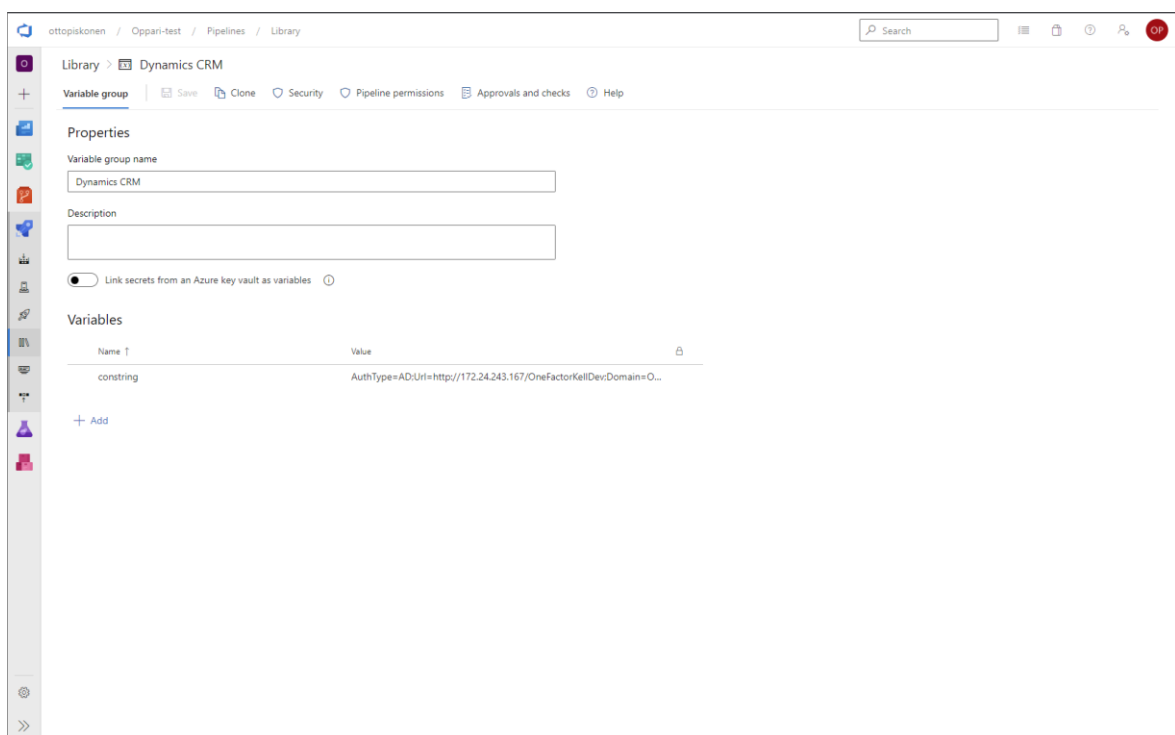 ottopiskonen / Oppari-test / Pipelines / Library
Search
OP
O
Library > Dynamics CRM
Variable group Save Clone Security Pipeline permissions Approvals and checks Help
Properties
Variable group name
Dynamics CRM
Description
Link secrets from an Azure key vault as variables
Variables
Name ↑ Value
constring AuthType=AD;Url=http://172.24.243.167/OneFactorKellDev;Domain=O...
+ Add